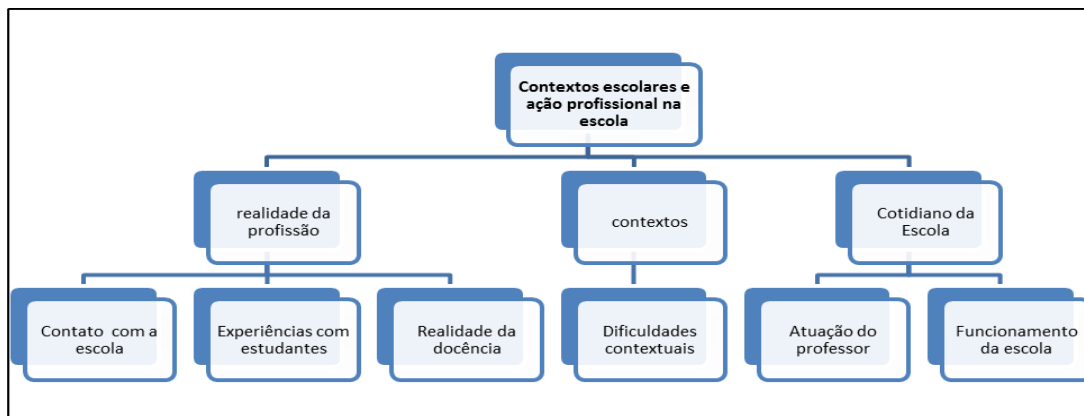 Contextos escolares e
ação profissional na
escola
realidade da
profissão
contextos
Cotidiano da
Escola
Contato com a
escola
Experiências com
estudantes
Realidade da
docência
Dificuldades
contextuais
Atuação do
professor
Funcionamento
da escola